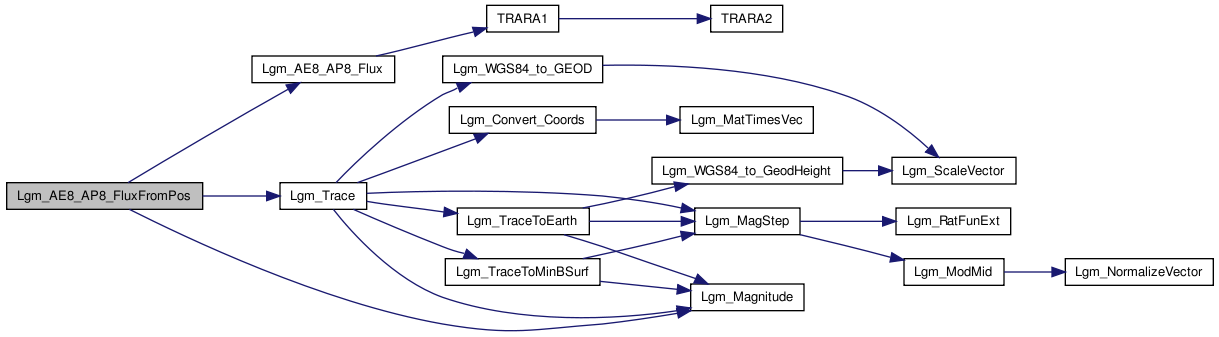 TRARA1
TRARA2
Lgm_AE8_AP8_Flux
Lgm_WGS84_to_GEOD
Lgm_Convert_Coords
Lgm_MatTimesVec
Lgm_WGS84_to_GeodHeight
Lgm_ScaleVector
Lgm_AE8_AP8_FluxFromPos
Lgm_Trace
Lgm_TraceToEarth
Lgm_MagStep
Lgm_RatFunExt
Lgm_TraceToMinBSurf
Lgm_ModMid
Lgm_NormalizeVector
Lgm_Magnitude